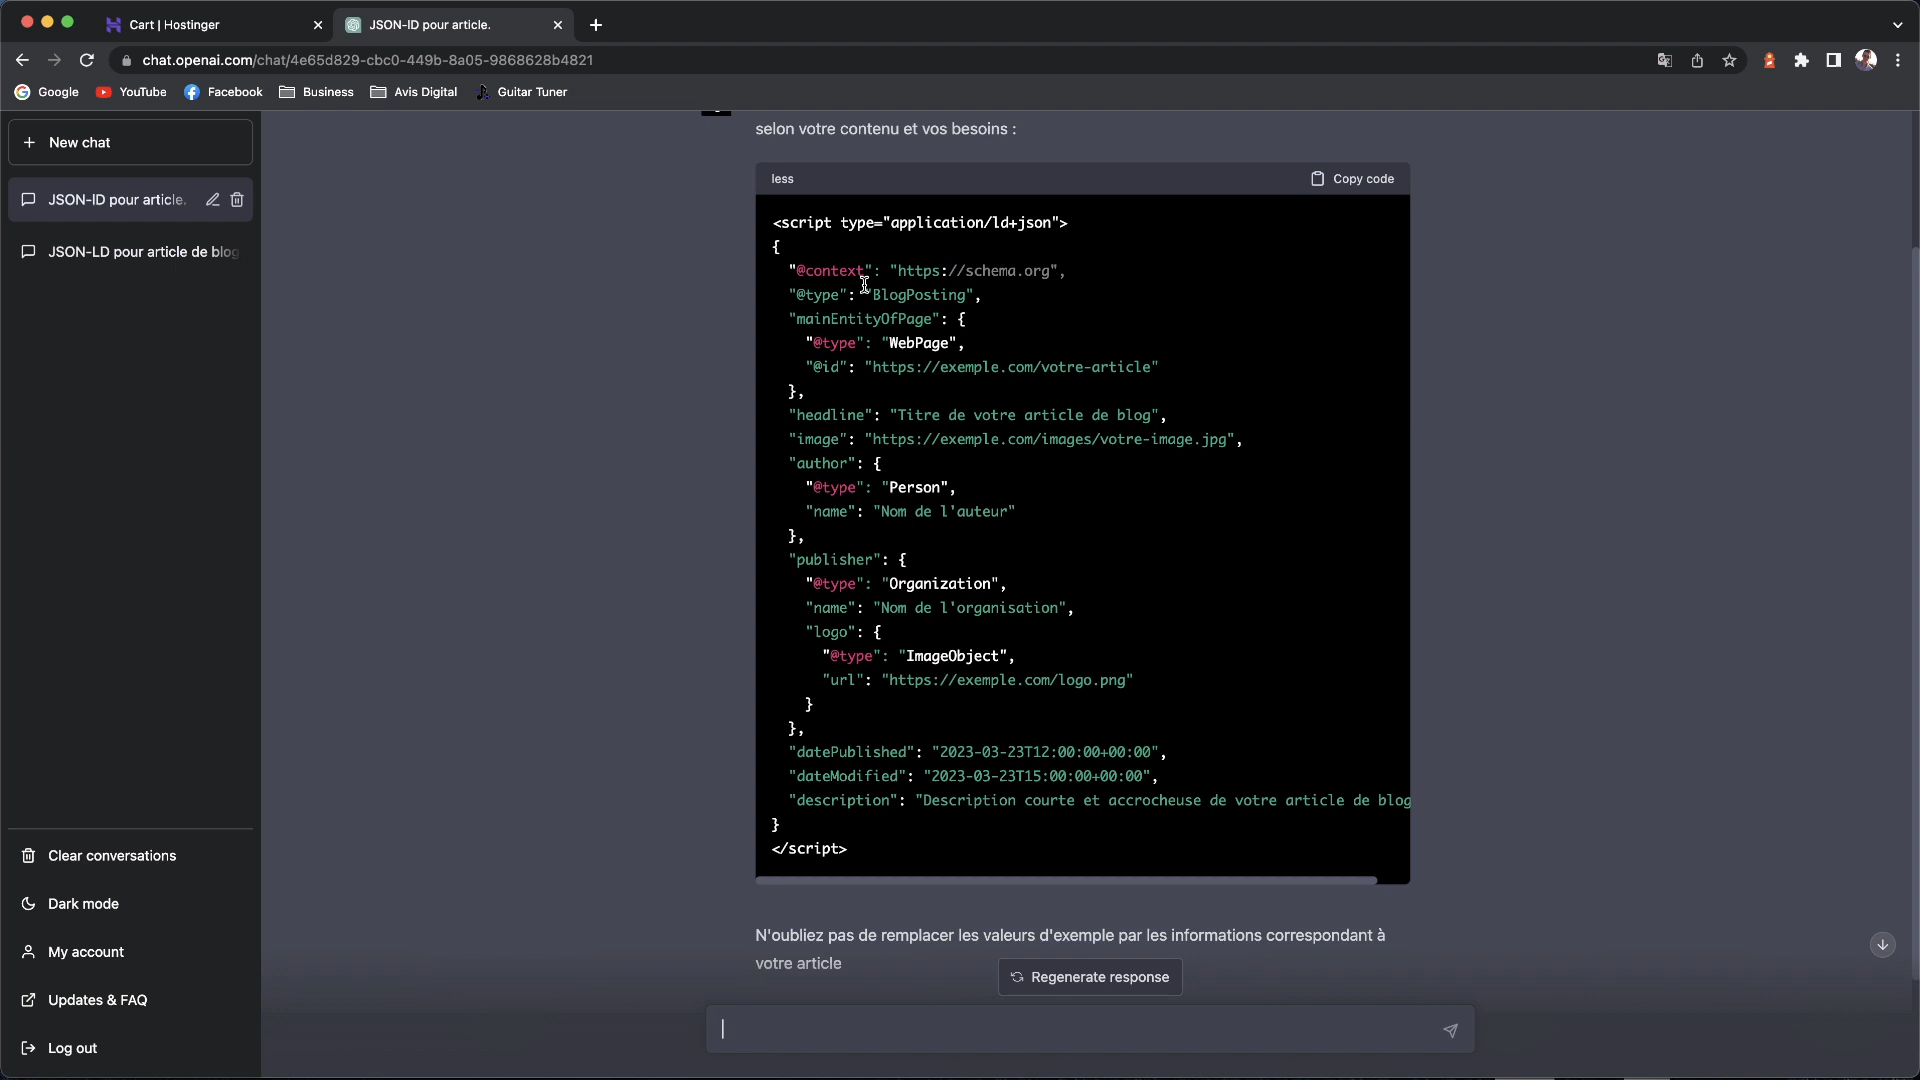 Cart | Hostinger
JSON-ID pour article.
chat.openai.com/chat/4e65d829-cbc0-449b-8a05-9868628b4821
Google
YouTube
Facebook
Business
Avis Digital
Guitar Tuner
New chat
JSON-ID pour article.
JSON-LD pour article de blog
Clear conversations
Dark mode
My account
Updates & FAQ
Log out
selon votre contenu et vos besoins :
less
Copy code
<script type="application/ld+json">
{
"@context": "https://schema.org",
"@type": "BlogPosting",
"mainEntityOfPage": {
"@type": "WebPage",
"@id": "https://exemple.com/votre-article"
},
"headline": "Titre de votre article de blog",
"image": "https://exemple.com/images/votre-image.jpg",
"author": {
"@type": "Person",
"name": "Nom de l'auteur"
},
"publisher": {
"@type": "Organization",
"name": "Nom de l'organisation",
"logo": {
"@type": "ImageObject",
"url": "https://exemple.com/logo.png"
}
},
"datePublished": "2023-03-23T12:00:00+00:00",
"dateModified": "2023-03-23T15:00:00+00:00",
"description": "Description courte et accrocheuse de votre article de blog
}
</script>
N'oubliez pas de remplacer les valeurs d'exemple par les informations correspondant à
votre article
Regenerate response